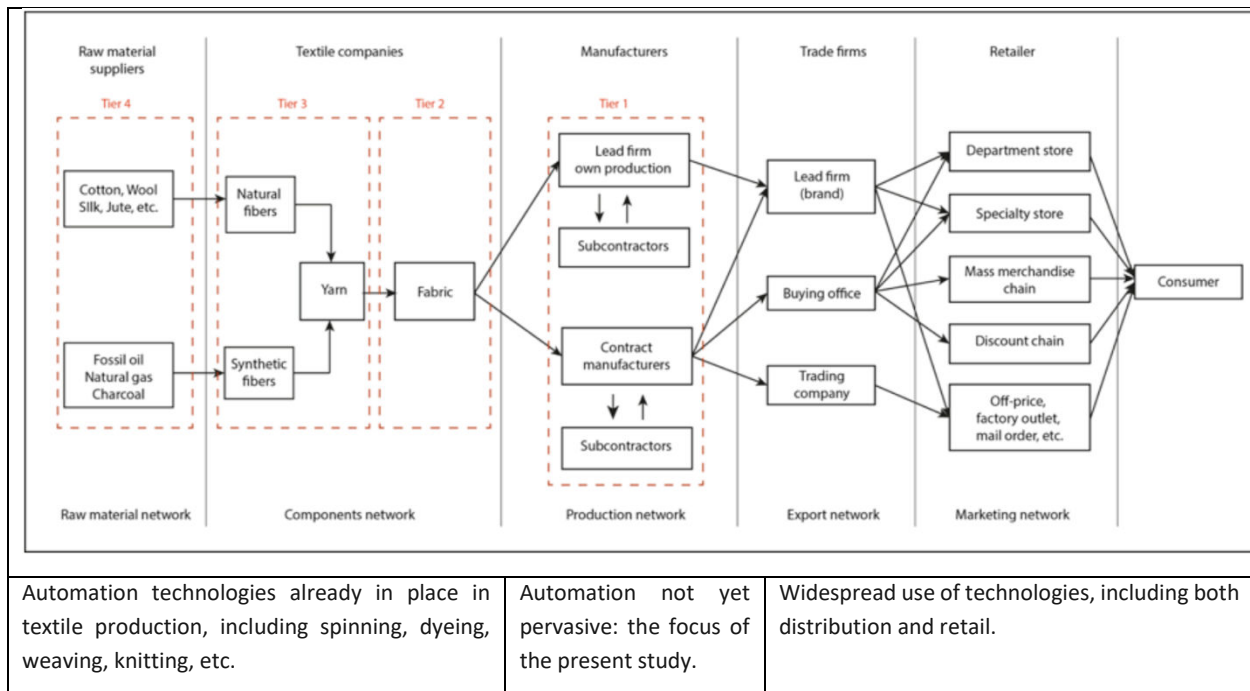 Raw material
suppliers
Textile companies
Manufacturers
Trade firms
Retailer
Tier 4
Tier 3
Tier 2
Tier 1
Cotton, Wool
SIlk, Jute, etc.
Fossil oil
Natural gas
Charcoal
Natural
fibers
Yarn
Synthetic
fibers
Fabric
Lead firm
own production
Subcontractors
Contract
manufacturers
Subcontractors
Lead firm
(brand)
Buying office
Trading
company
Department store
Specialty store
Mass merchandise
chain
Discount chain
Off-price,
factory outlet,
mail order, etc.
Consumer
Raw material network
Components network
Production network
Export network
Marketing network
Automation technologies already in place in
textile production, including spinning, dyeing,
weaving, knitting, etc.
Automation not yet
pervasive: the focus of
the present study.
Widespread use of technologies, including both
distribution and retail.